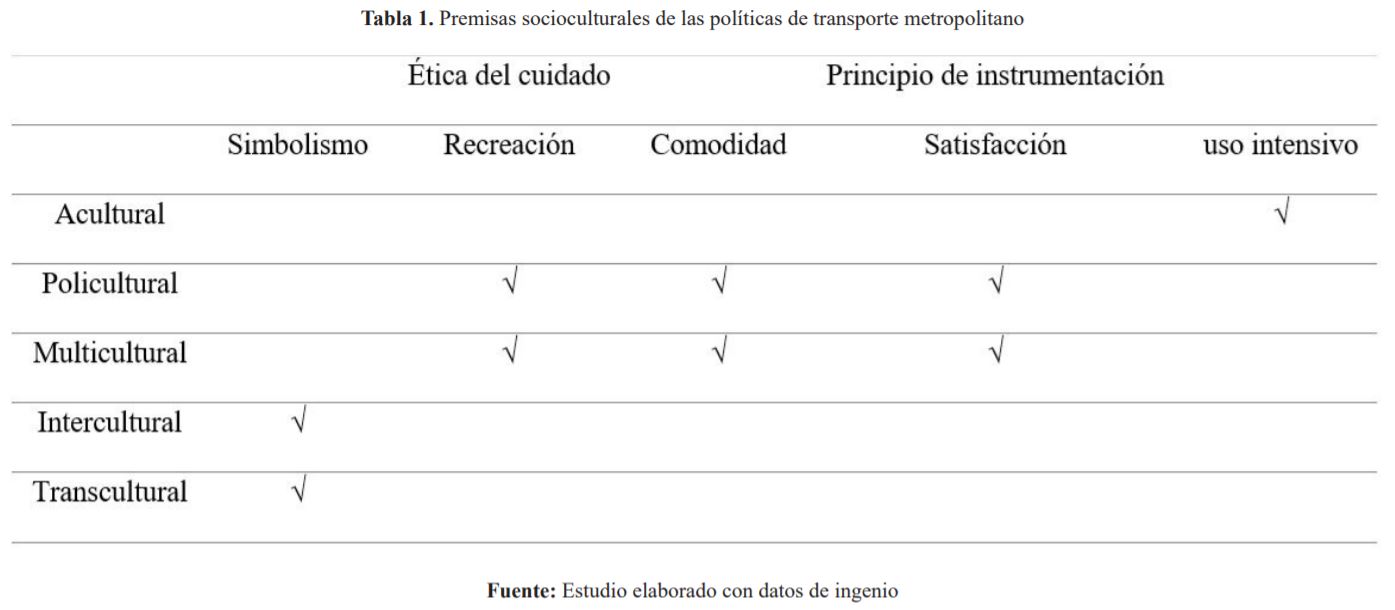 Tabla 1. Premisas socioculturales de las políticas de transporte metropolitano
Ética del cuidado Principio de instrumentación
Simbolismo Recreación Comodidad Satisfacción uso intensivo
Acultural √
Policultural √ √ √
Multicultural √ √ √
Intercultural √
Transcultural √
Fuente: Estudio elaborado con datos de ingenio